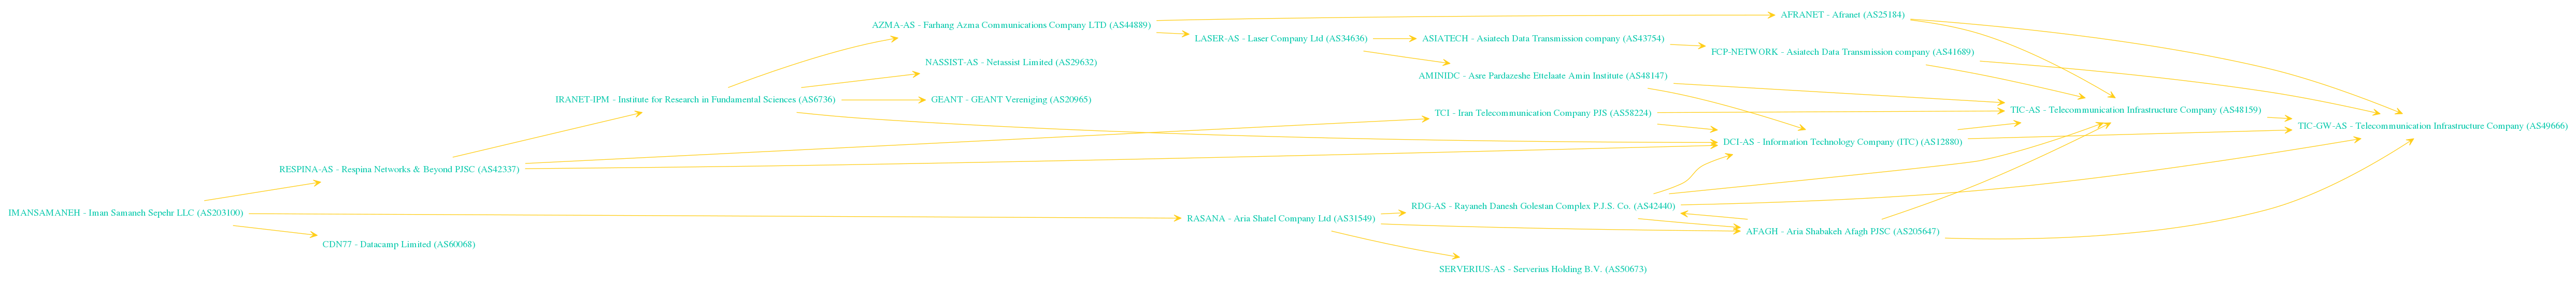 AZMA-AS - Farhang Azma Communications Company LTD (AS44889)
AFRANET - Afranet (AS25184)
LASER-AS - Laser Company Ltd (AS34636)
ASIATECH - Asiatech Data Transmission company (AS43754)
FCP-NETWORK - Asiatech Data Transmission company (AS41689)
NASSIST-AS - Netassist Limited (AS29632)
AMINIDC - Asre Pardazeshe Ettelaate Amin Institute (AS48147)
IRANET-IPM - Institute for Research in Fundamental Sciences (AS6736)
GEANT - GEANT Vereniging (AS20965)
TCI - Iran Telecommunication Company PJS (AS58224)
TIC-AS - Telecommunication Infrastructure Company (AS48159)
TIC-GW-AS - Telecommunication Infrastructure Company (AS49666)
DCI-AS - Information Technology Company (ITC) (AS12880)
RESPINA-AS - Respina Networks & Beyond PJSC (AS42337)
IMANSAMANEH - Iman Samaneh Sepehr LLC (AS203100)
RASANA - Aria Shatel Company Ltd (AS31549)
RDG-AS - Rayaneh Danesh Golestan Complex P.J.S. Co. (AS42440)
AFAGH - Aria Shabakeh Afagh PJSC (AS205647)
CDN77 - Datacamp Limited (AS60068)
SERVERIUS-AS - Serverius Holding B.V. (AS50673)